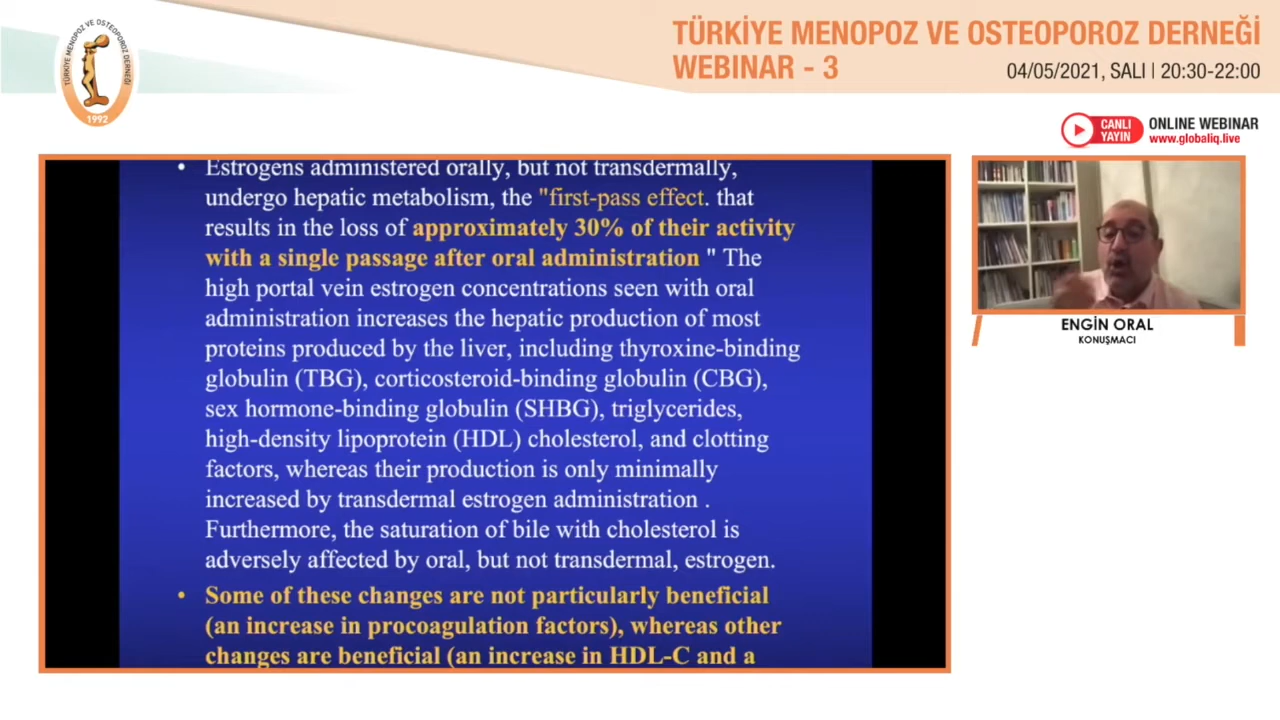 TÜRKİYE MENOPOZ VE OSTEOPOROZ DERNEĞİ
WEBINAR - 3
04/05/2021, SALI | 20:30-22:00
TÜRKİYE MENOPOZ VE OSTEOPOROZ DERNEĞİ
1992
CANLI
YAYIN
ONLINE WEBINAR
www.globaliq.live
• Estrogens administered orally, but not transdermally,
undergo hepatic metabolism, the "first-pass effect. that
results in the loss of approximately 30% of their activity
with a single passage after oral administration " The
high portal vein estrogen concentrations seen with oral
administration increases the hepatic production of most
proteins produced by the liver, including thyroxine-binding
globulin (TBG), corticosteroid-binding globulin (CBG),
sex hormone-binding globulin (SHBG), triglycerides,
high-density lipoprotein (HDL) cholesterol, and clotting
factors, whereas their production is only minimally
increased by transdermal estrogen administration .
Furthermore, the saturation of bile with cholesterol is
adversely affected by oral, but not transdermal, estrogen.
• Some of these changes are not particularly beneficial
(an increase in procoagulation factors), whereas other
changes are beneficial (an increase in HDL-C and a
ENGİN ORAL
KONUŞMACI